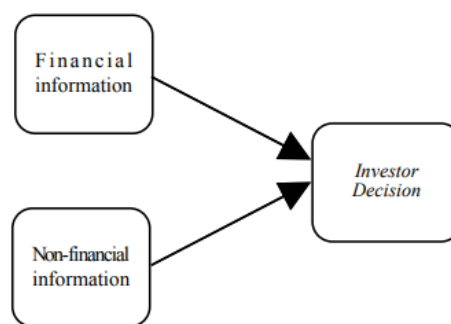 Financial
information
Investor
Decision
Non-financial
information